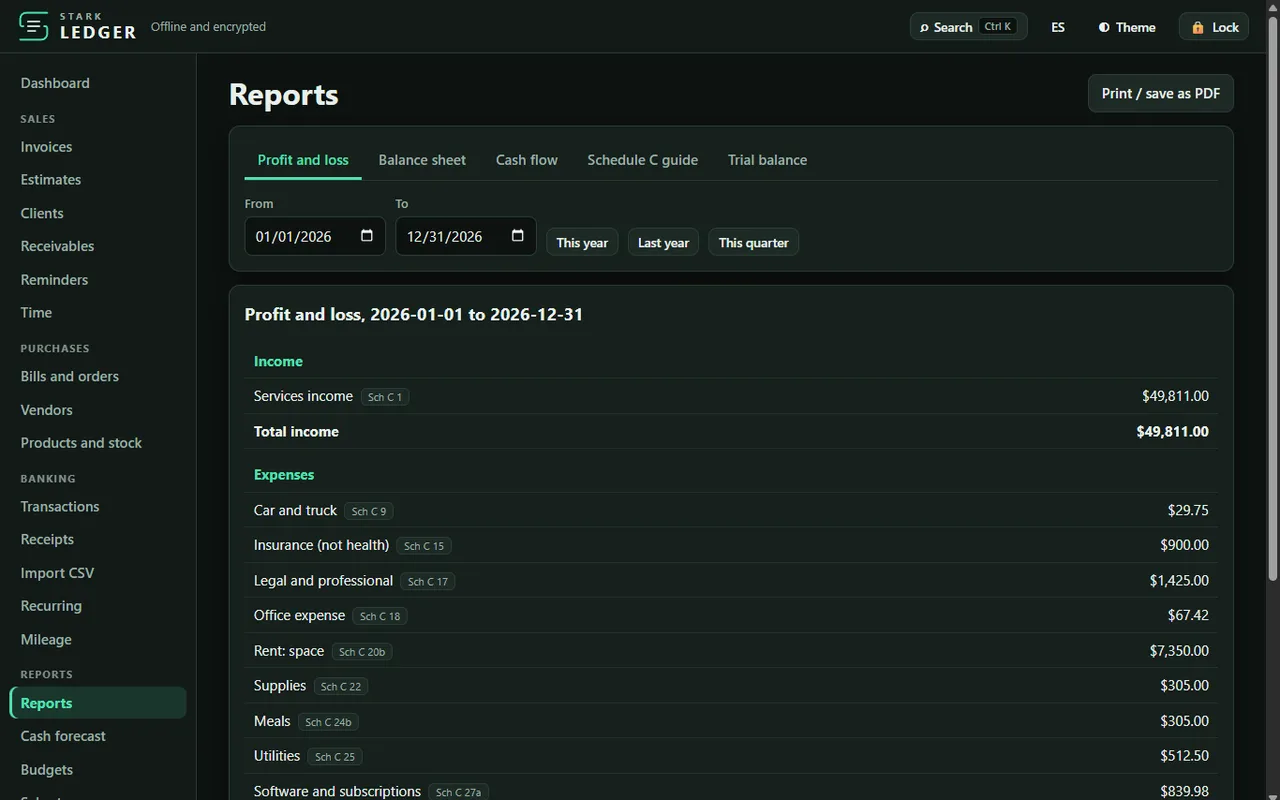 STARK
LEDGER
Offline and encrypted
Search Ctrl K
ES
Theme
Lock
Dashboard
SALES
Invoices
Estimates
Clients
Receivables
Reminders
Time
PURCHASES
Bills and orders
Vendors
Products and stock
BANKING
Transactions
Receipts
Import CSV
Recurring
Mileage
REPORTS
Reports
Cash forecast
Budgets
Reports
Print / save as PDF
Profit and loss Balance sheet Cash flow Schedule C guide Trial balance
From To
01/01/2026 12/31/2026 This year Last year This quarter
Profit and loss, 2026-01-01 to 2026-12-31
Income
Services income Sch C 1 $49,811.00
Total income $49,811.00
Expenses
Car and truck Sch C 9 $29.75
Insurance (not health) Sch C 15 $900.00
Legal and professional Sch C 17 $1,425.00
Office expense Sch C 18 $67.42
Rent: space Sch C 20b $7,350.00
Supplies Sch C 22 $305.00
Meals Sch C 24b $305.00
Utilities Sch C 25 $512.50
Software and subscriptions Sch C 27a $839.98